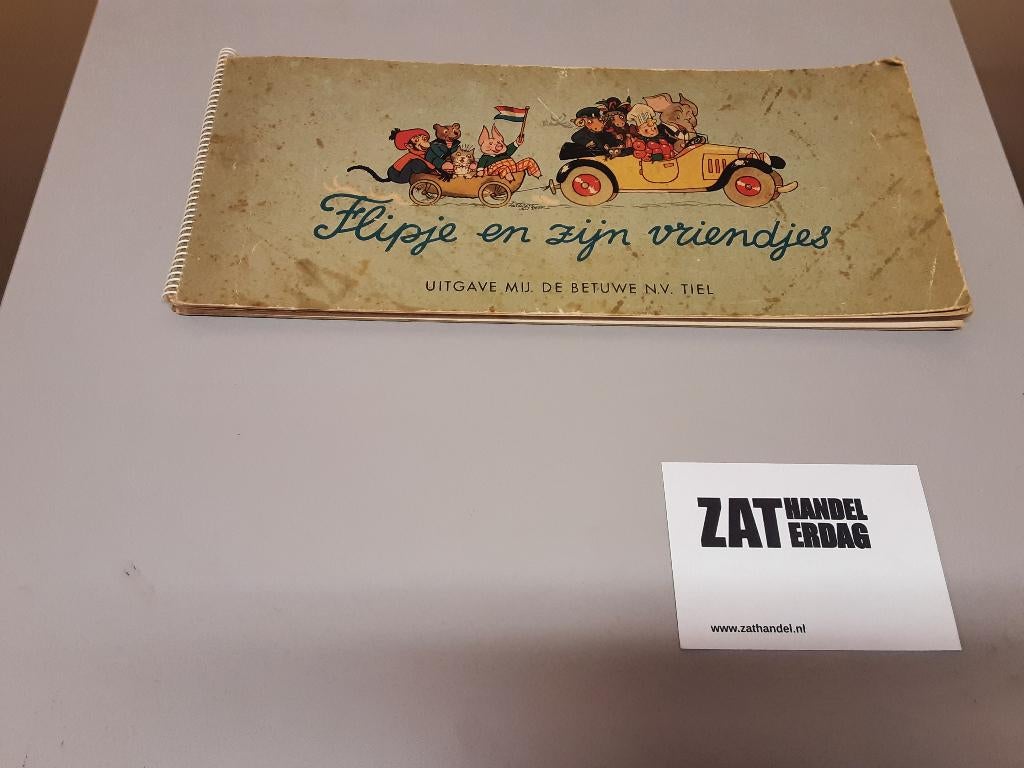 Flipje en zijn vriendjes
UITGAVE MIJ. DE BETUWE N.V. TIEL
ZAT HANDEL
ERDAG
www.zathandel.nl